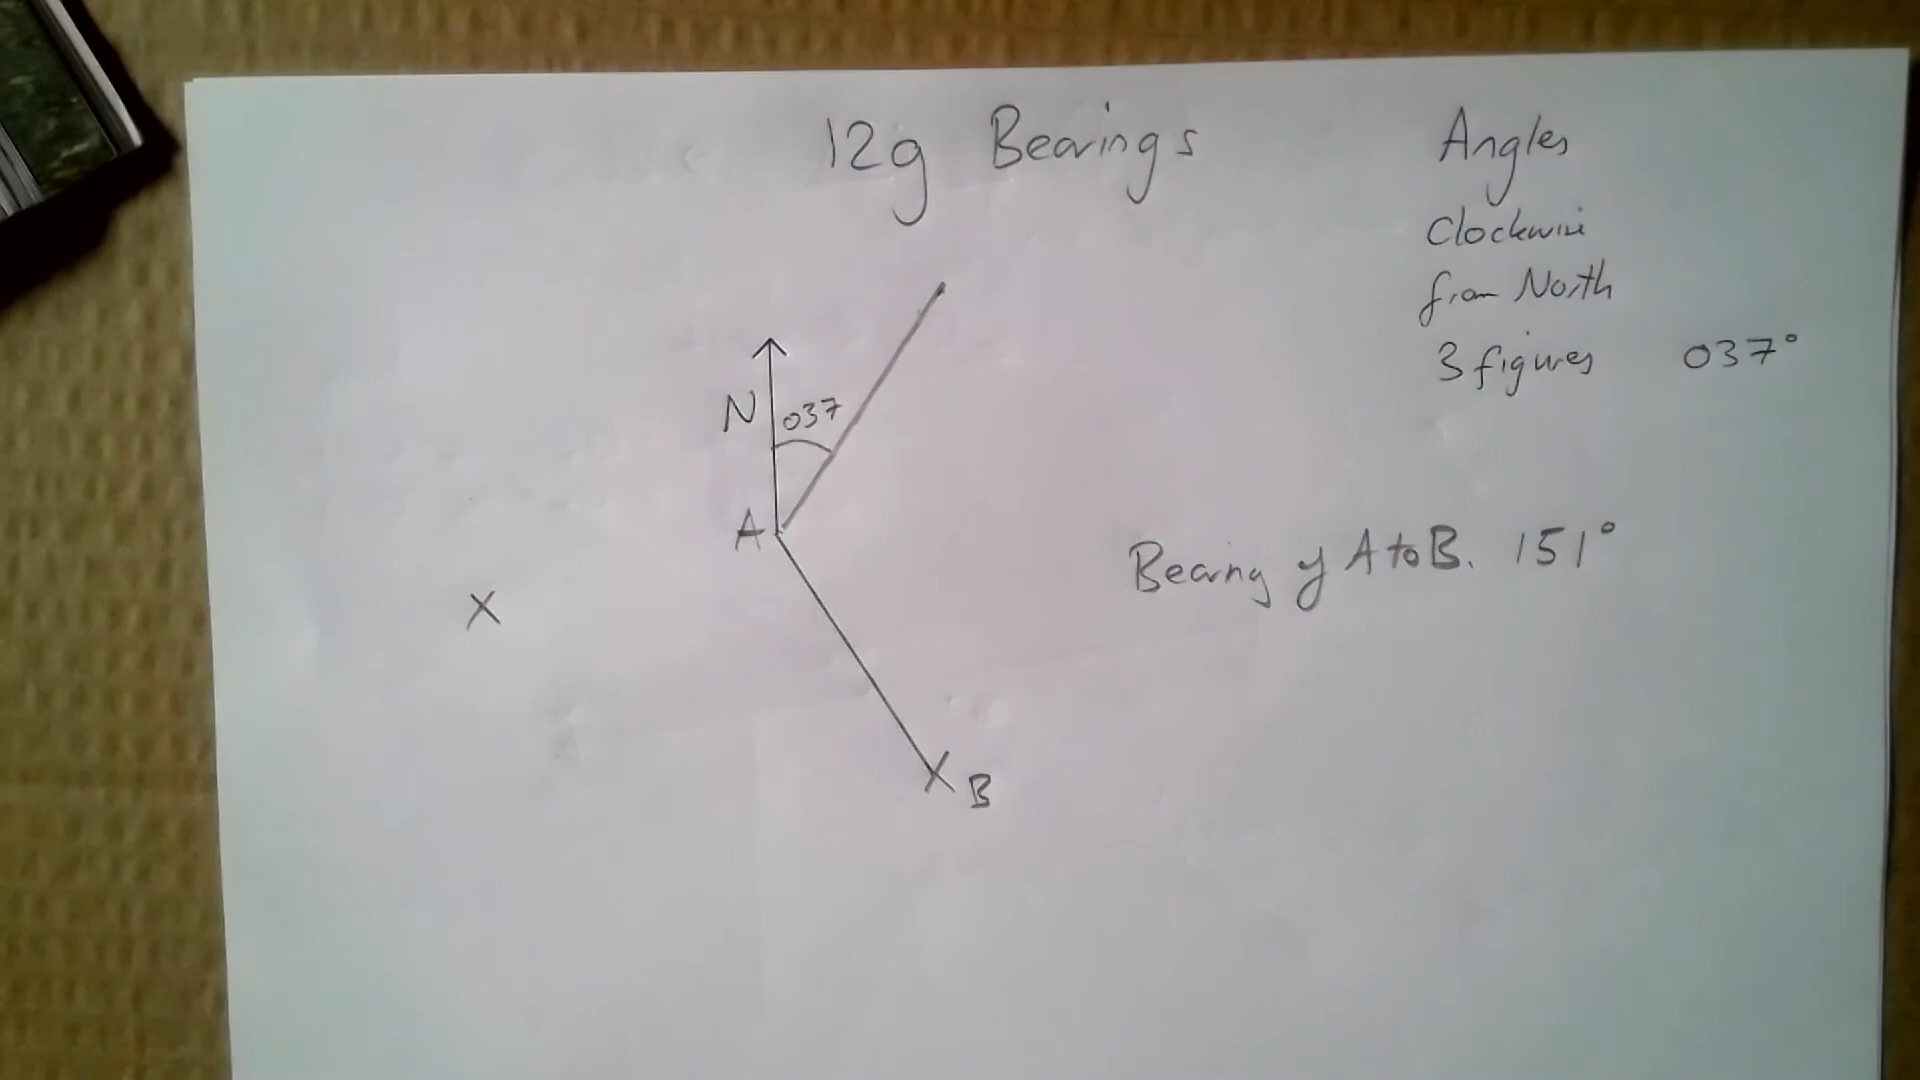 12g Bearings
Angles
Clockwise
from North
3 figures 037°
N 037
A
Bearing of A to B. 151°
X
X B